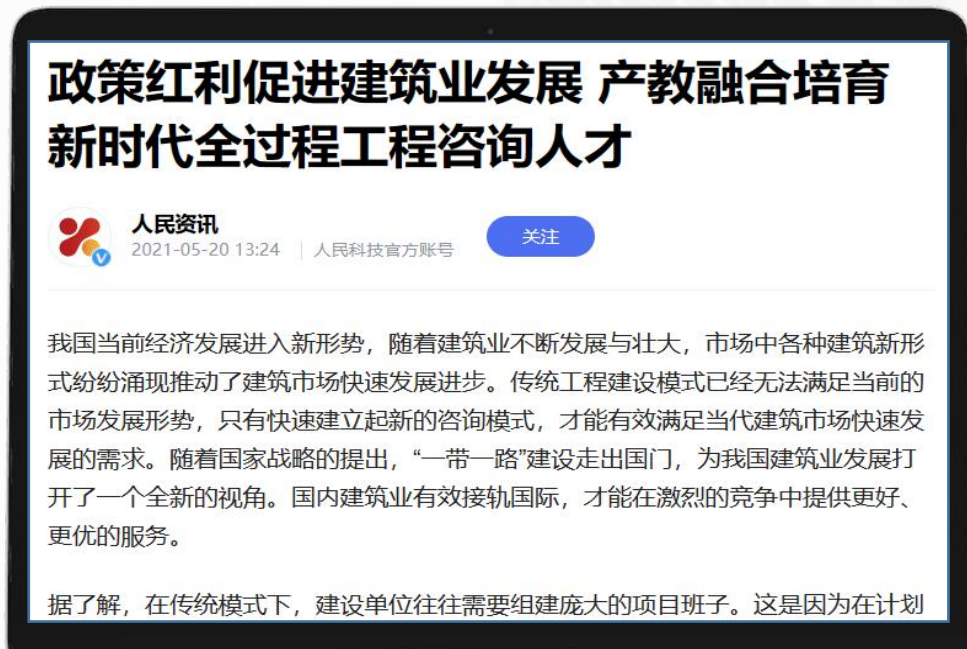 政策红利促进建筑业发展 产教融合培育
新时代全过程工程咨询人才
人民资讯
2021-05-20 13:24 人民科技官方账号
关注
我国当前经济发展进入新形势，随着建筑业不断发展与壮大，市场中各种建筑新形
式纷纷涌现推动了建筑市场快速发展进步。传统工程建设模式已经无法满足当前的
市场发展形势，只有快速建立起新的咨询模式，才能有效满足当代建筑市场快速发
展的需求。随着国家战略的提出，“一带一路”建设走出国门，为我国建筑业发展打
开了一个全新的视角。国内建筑业有效接轨国际，才能在激烈的竞争中提供更好、
更优的服务。
据了解，在传统模式下，建设单位往往需要组建庞大的项目班子。这是因为在计划